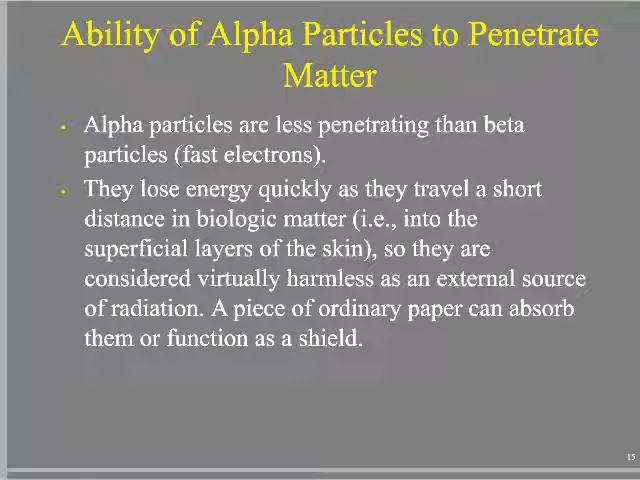 Ability of Alpha Particles to Penetrate
Matter
• Alpha particles are less penetrating than beta
particles (fast electrons).
• They lose energy quickly as they travel a short
distance in biologic matter (i.e., into the
superficial layers of the skin), so they are
considered virtually harmless as an external source
of radiation. A piece of ordinary paper can absorb
them or function as a shield.
15